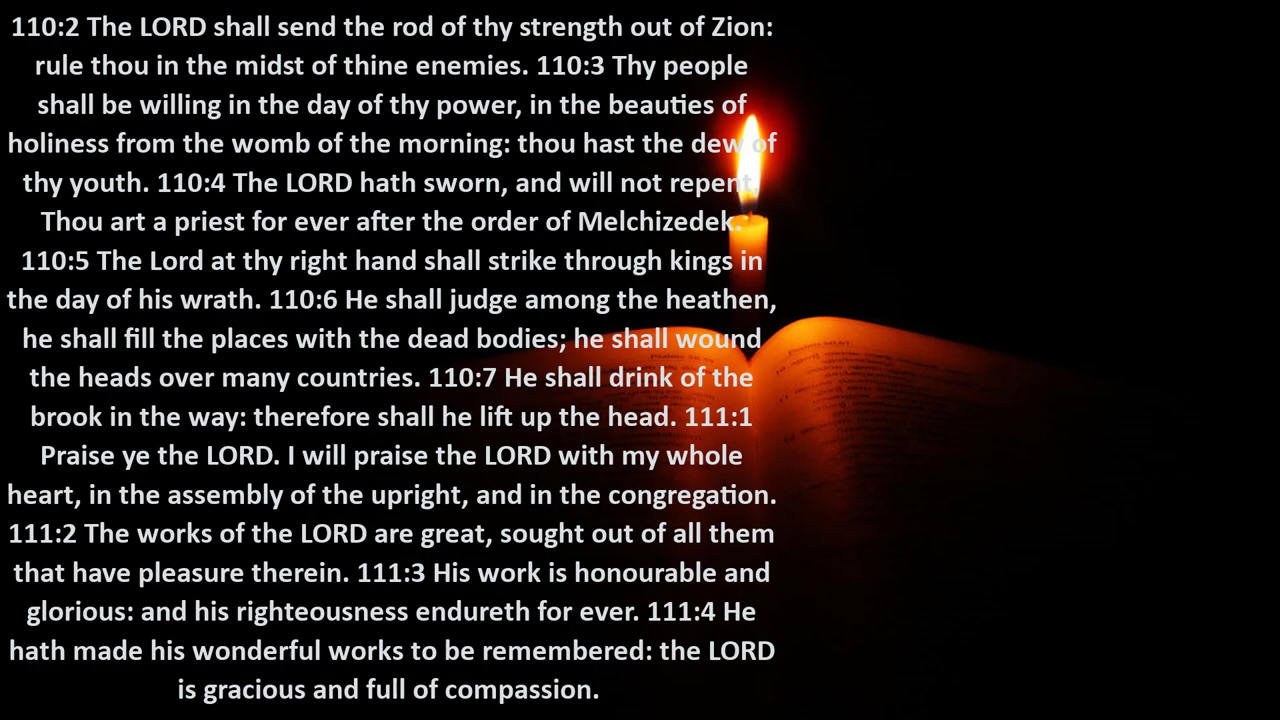 110:2 The LORD shall send the rod of thy strength out of Zion:
rule thou in the midst of thine enemies. 110:3 Thy people
shall be willing in the day of thy power, in the beauties of
holiness from the womb of the morning: thou hast the dew of
thy youth. 110:4 The LORD hath sworn, and will not repent,
Thou art a priest for ever after the order of Melchizedek.
110:5 The Lord at thy right hand shall strike through kings in
the day of his wrath. 110:6 He shall judge among the heathen,
he shall fill the places with the dead bodies; he shall wound
the heads over many countries. 110:7 He shall drink of the
brook in the way: therefore shall he lift up the head. 111:1
Praise ye the LORD. I will praise the LORD with my whole
heart, in the assembly of the upright, and in the congregation.
111:2 The works of the LORD are great, sought out of all them
that have pleasure therein. 111:3 His work is honourable and
glorious: and his righteousness endureth for ever. 111:4 He
hath made his wonderful works to be remembered: the LORD
is gracious and full of compassion.